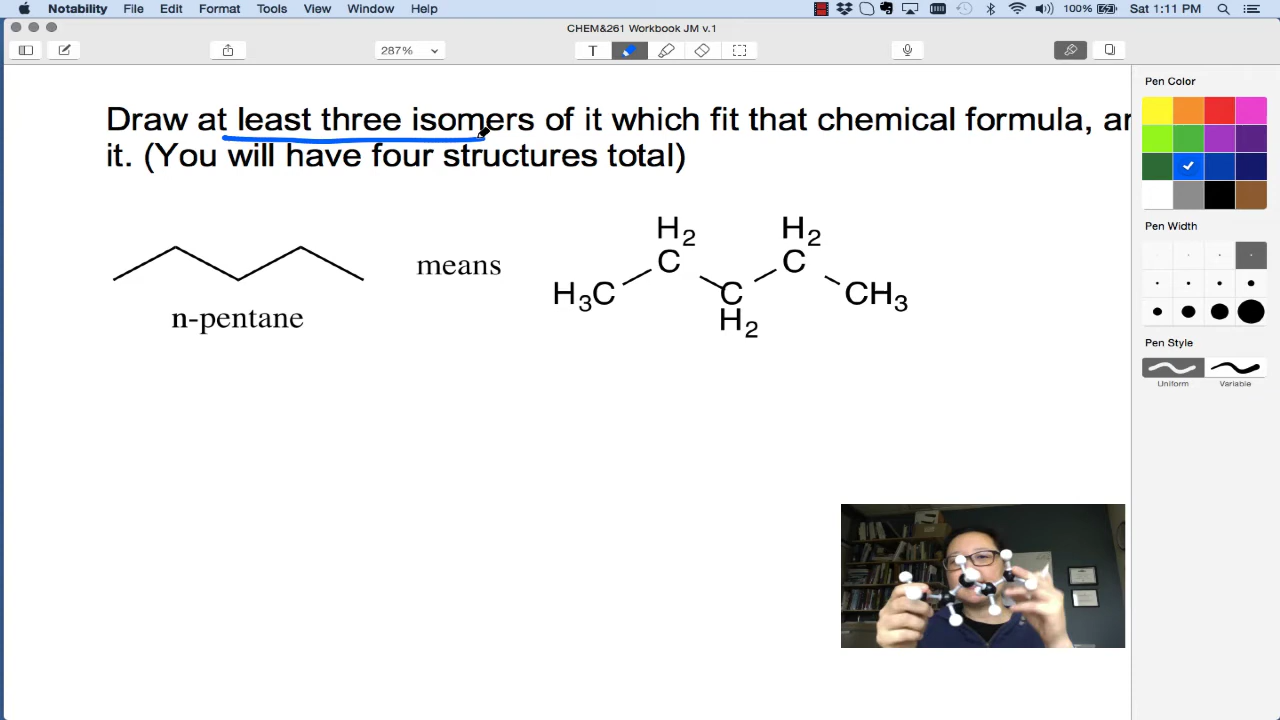 Notability File Edit Format Tools View Window Help 100% Sat 1:11 PM
CHEM&261 Workbook JM v.1
287% T
Draw at least three isomers of it which fit that chemical formula, an
it. (You will have four structures total)
H2 H2
C C
means
H3C C CH3
H2
n-pentane
Pen Color
Pen Width
Pen Style
Uniform Variable